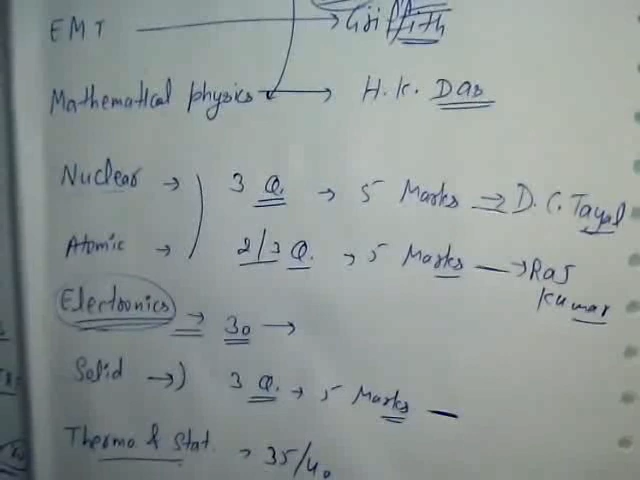 EMT → Griffith
Mathematical physics → H.K. Das
Nuclear → 3 Q. → 5 Marks → D.C. Tayal
Atomic → 2/3 Q. → 5 Marks → Raj
Kumar
Electronics → 30 →
Solid → 3 Q. → 5 Marks —
Thermo & Stat. → 35/40